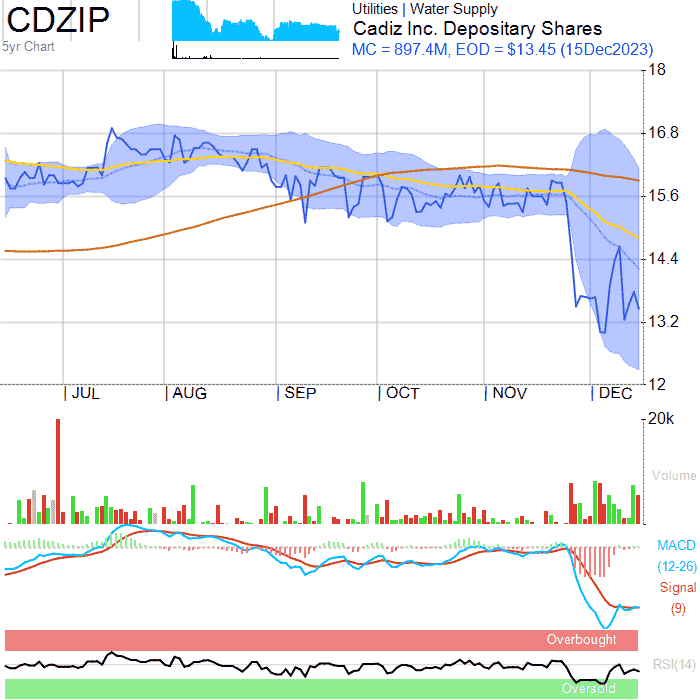 CDZIP
Utilities | Water Supply
Cadiz Inc. Depositary Shares
5yr Chart
MC = 897.4M, EOD = $13.45 (15Dec2023)
18
16.8
15.6
14.4
13.2
12
JUL AUG SEP OCT NOV DEC
20k
Volume
MACD
(12-26)
Signal
(9)
Overbought
RSI(14)
Oversold